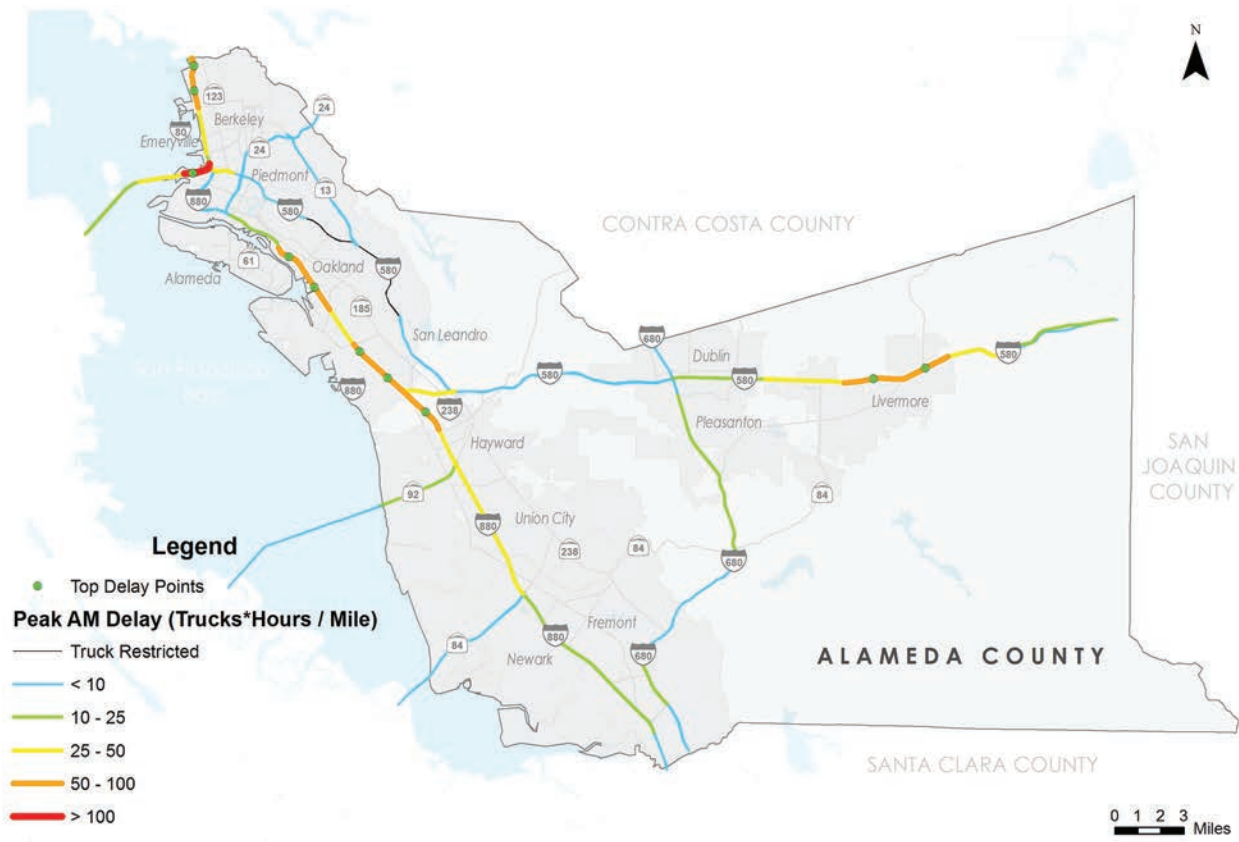 N
24
123
Berkeley
80
Emeryville
24
Piedmont
13
880
580
CONTRA COSTA COUNTY
61
Oakland
580
Alameda
185
San Leandro
680
Dublin
580
580
580
880
238
Livermore
Pleasanton
Hayward
SAN
JOAQUIN
COUNTY
92
84
880
Union City
238
84
680
Legend
Top Delay Points
Peak AM Delay (Trucks*Hours / Mile)
Truck Restricted
< 10
10 - 25
25 - 50
50 - 100
> 100
Fremont
880
84
680
Newark
ALAMEDA COUNTY
SANTA CLARA COUNTY
0 1 2 3
Miles